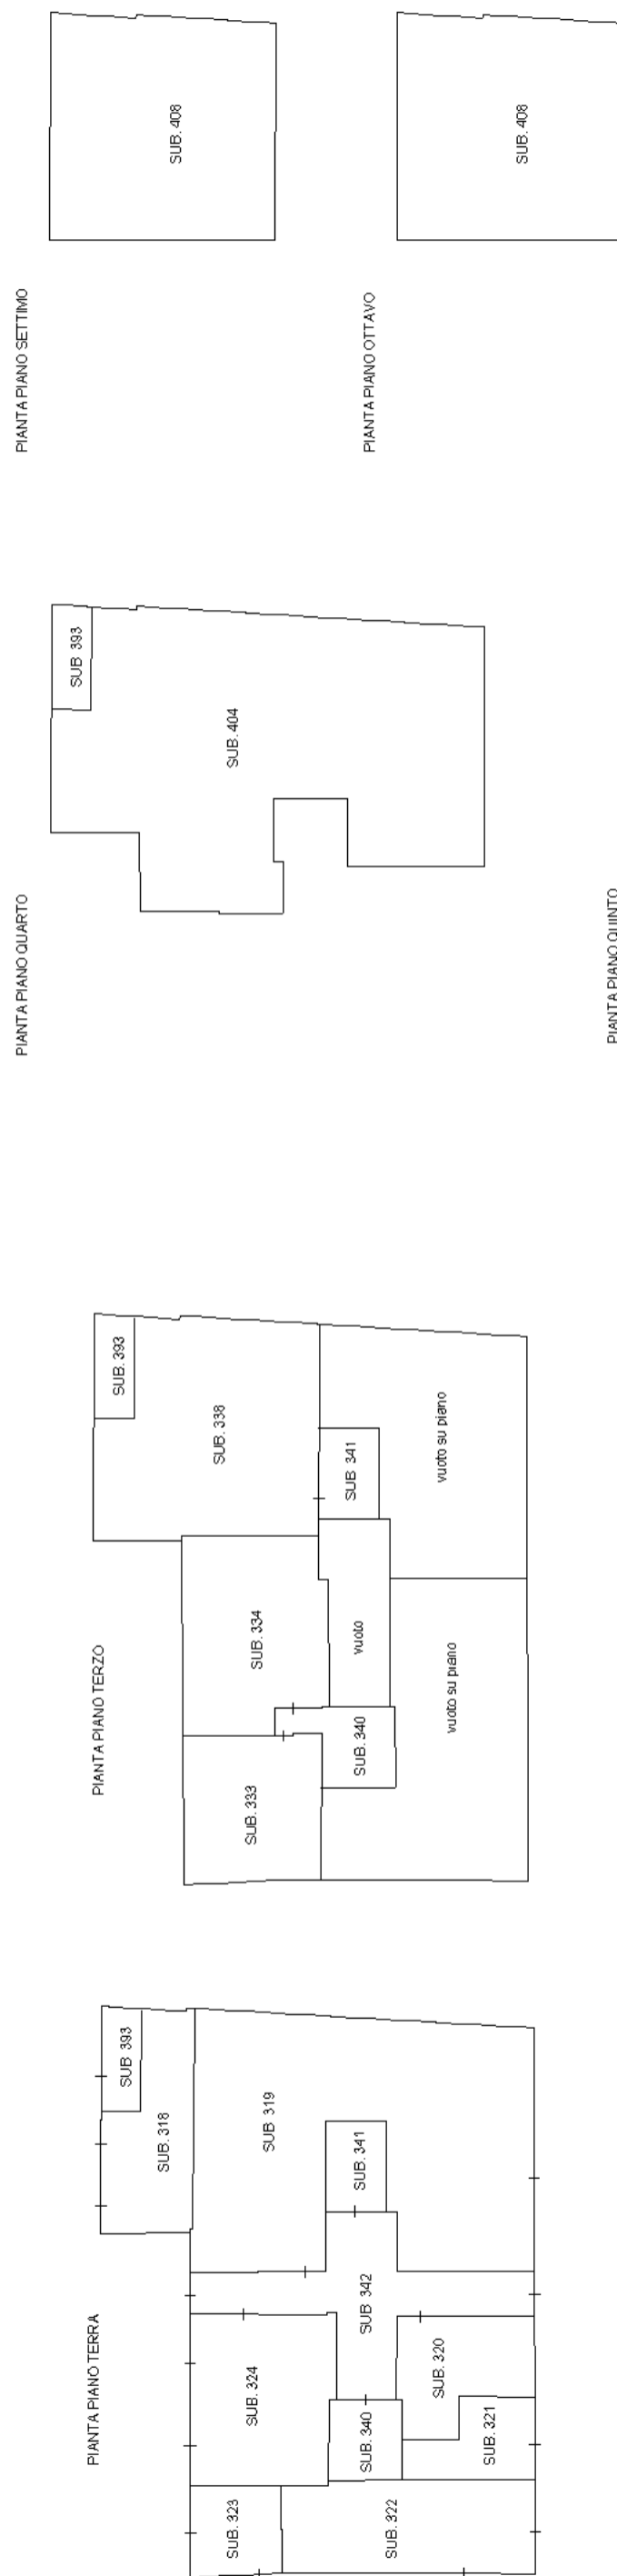 PIANTA PIANO TERRA
SUB. 323
SUB. 324
SUB. 318
SUB 393
SUB 319
SUB. 341
SUB 342
SUB. 340
SUB. 320
SUB. 321
SUB. 322
PIANTA PIANO TERZO
SUB. 333
SUB. 334
SUB. 338
SUB. 393
SUB. 340
vuoto
SUB 341
vuoto su piano
vuoto su piano
PIANTA PIANO QUARTO
SUB 393
SUB. 404
PIANTA PIANO QUINTO
PIANTA PIANO SETTIMO
SUB. 408
PIANTA PIANO OTTAVO
SUB. 408